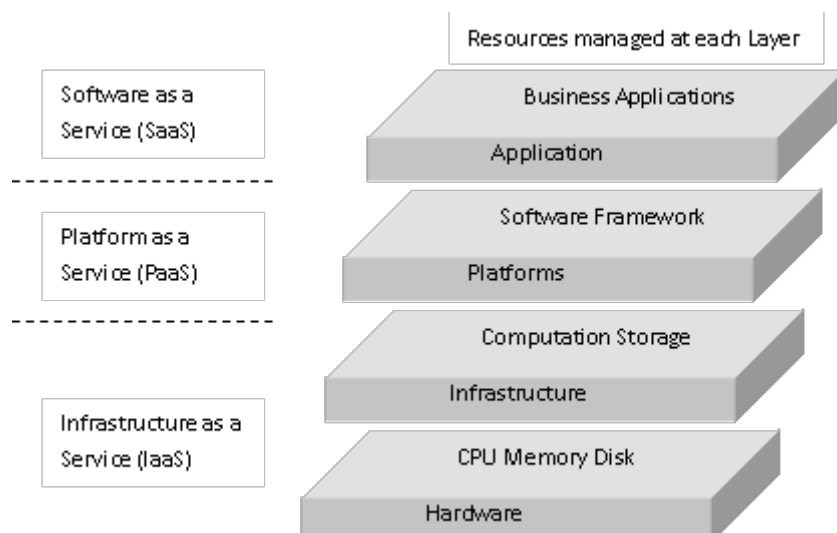 Resources managed at each Layer
Software as a
Service (SaaS)
Business Applications
Application
Platform as a
Service (PaaS)
Software Framework
Platforms
Computation Storage
Infrastructure
Infrastructure as a
Service (IaaS)
CPU Memory Disk
Hardware